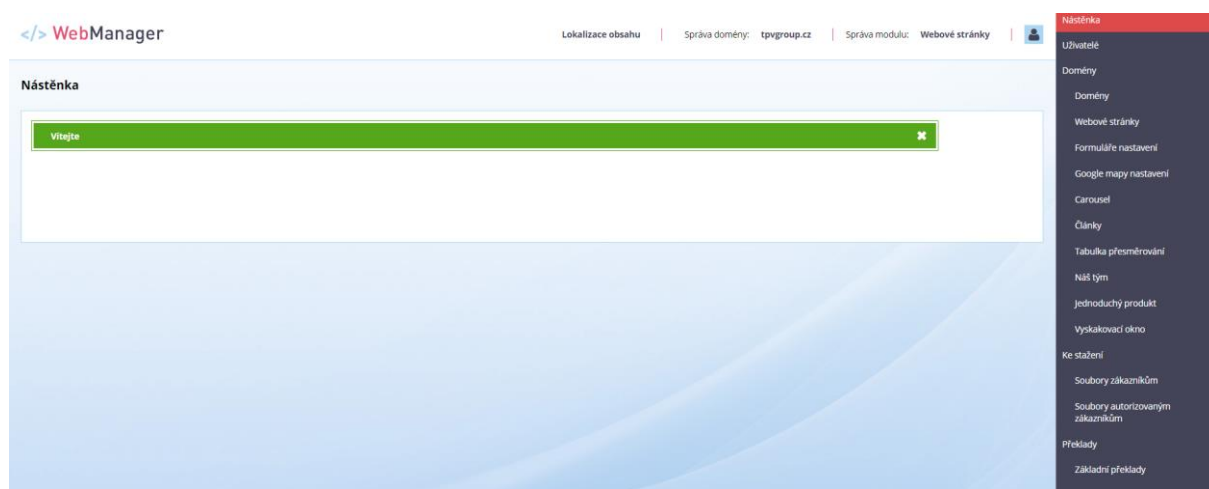 </> WebManager
Lokalizace obsahu | Správa domény: tpvgroup.cz | Správa modulu: Webové stránky |
Nástěnka
Vítejte
Nástěnka
Uživatelé
Domény
Domény
Webové stránky
Formuláře nastavení
Google mapy nastavení
Carousel
Články
Tabulka přesměrování
Náš tým
Jednoduchý produkt
Vyskakovací okno
Ke stažení
Soubory zákazníkům
Soubory autorizovaným
zákazníkům
Překlady
Základní překlady